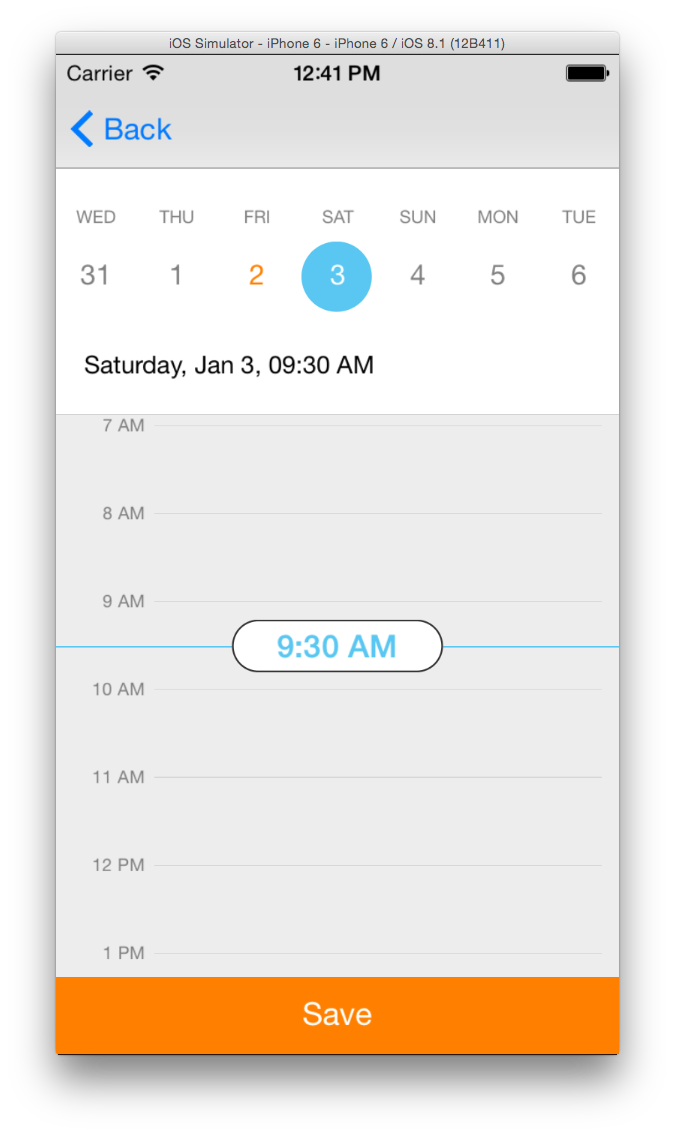 iOS Simulator - iPhone 6 - iPhone 6 / iOS 8.1 (12B411)
Carrier 12:41 PM
Back
WED THU FRI SAT SUN MON TUE
31 1 2 3 4 5 6
Saturday, Jan 3, 09:30 AM
7 AM
8 AM
9 AM
9:30 AM
10 AM
11 AM
12 PM
1 PM
Save